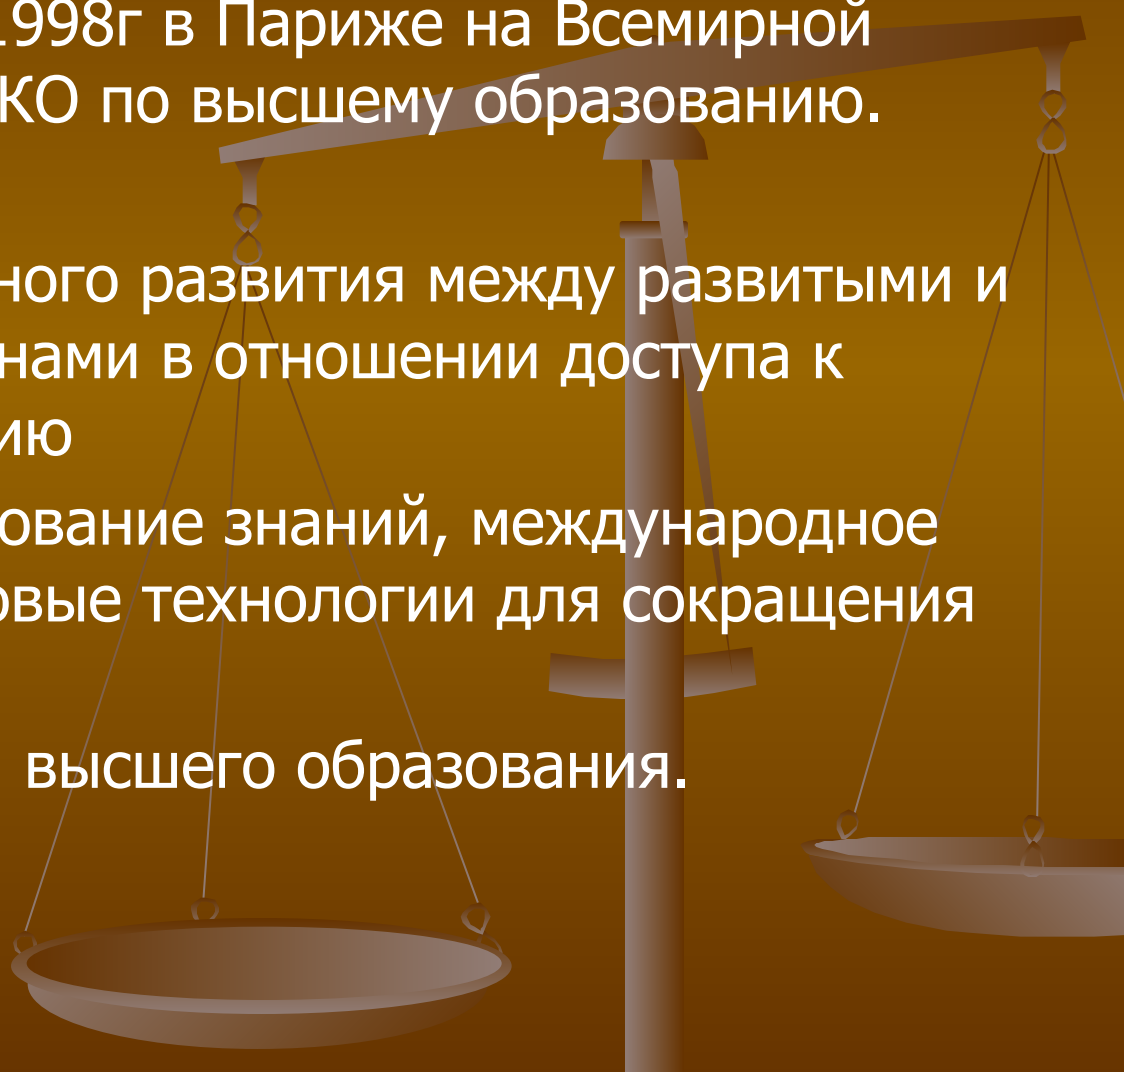 1998г в Париже на Всемирной
КО по высшему образованию.
ного развития между развитыми и
нами в отношении доступа к
ию
ование знаний, международное
овые технологии для сокращения
высшего образования.